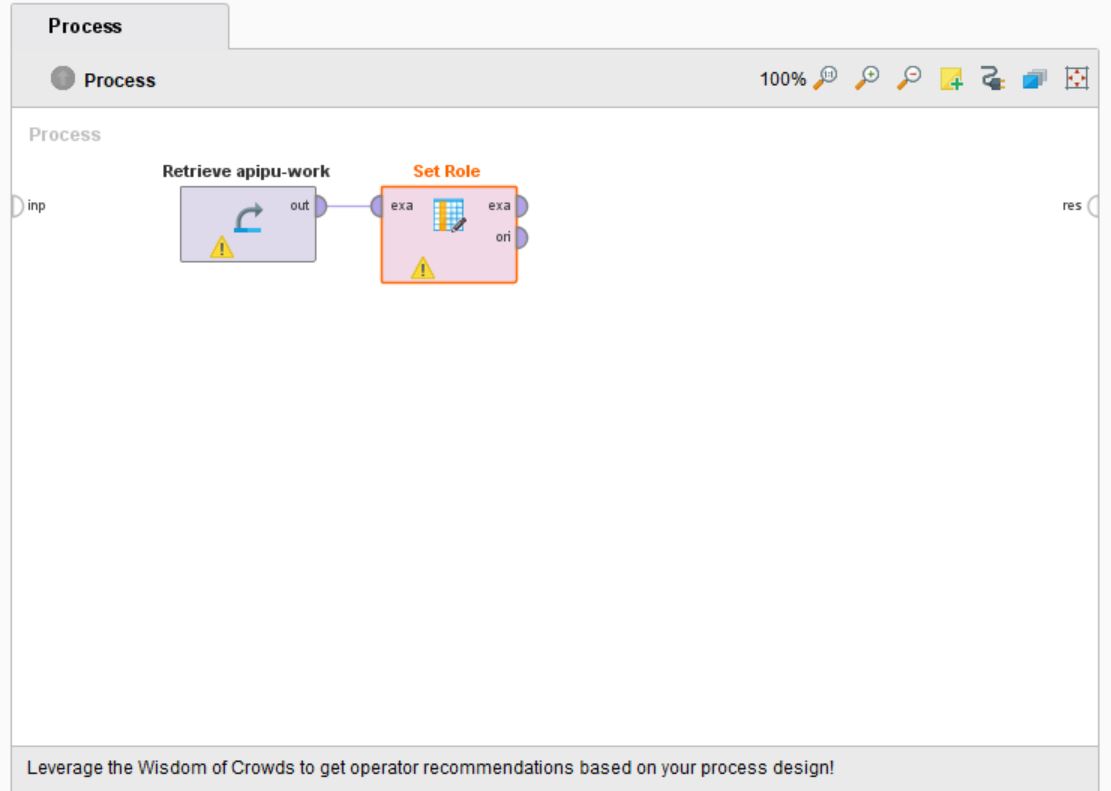 Process
Process
100%
Process
Retrieve apipu-work
Set Role
inp
out
exa
exa
res
ori
Leverage the Wisdom of Crowds to get operator recommendations based on your process design!